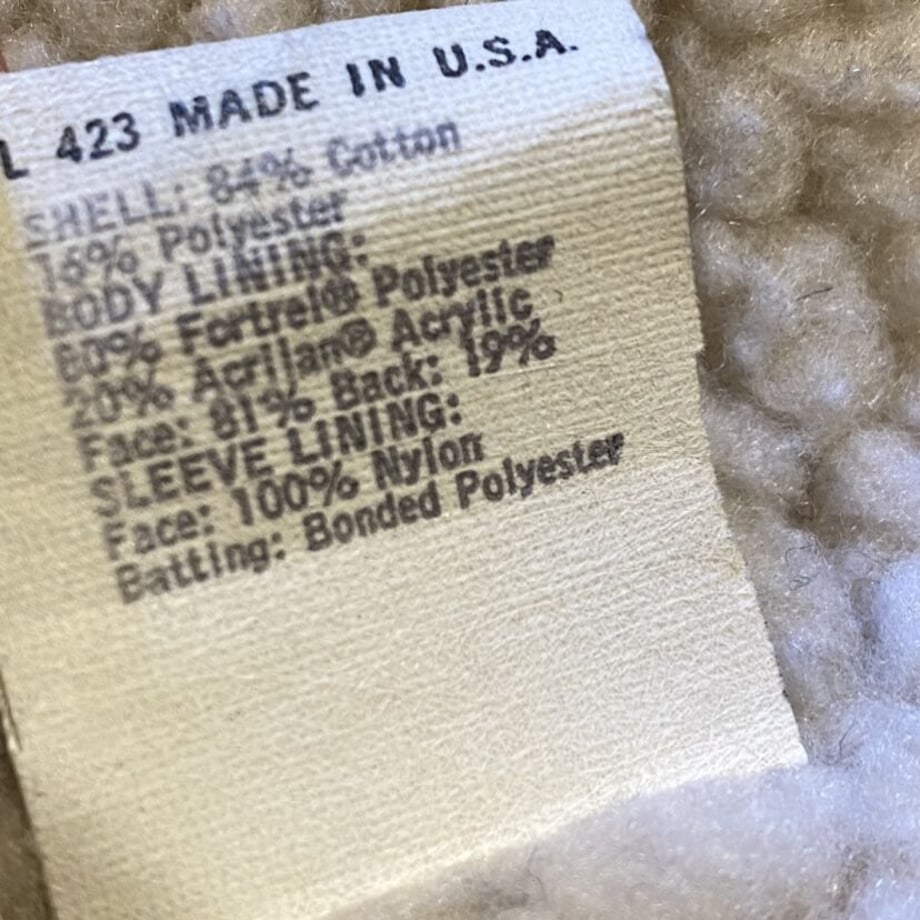 L 423 MADE IN U.S.A.
SHELL: 84% Cotton
16% Polyester
BODY LINING:
80% Fortrel® Polyester
20% Acrilan® Acrylic
Face: 81% Back: 19%
SLEEVE LINING:
Face: 100% Nylon
Batting: Bonded Polyester